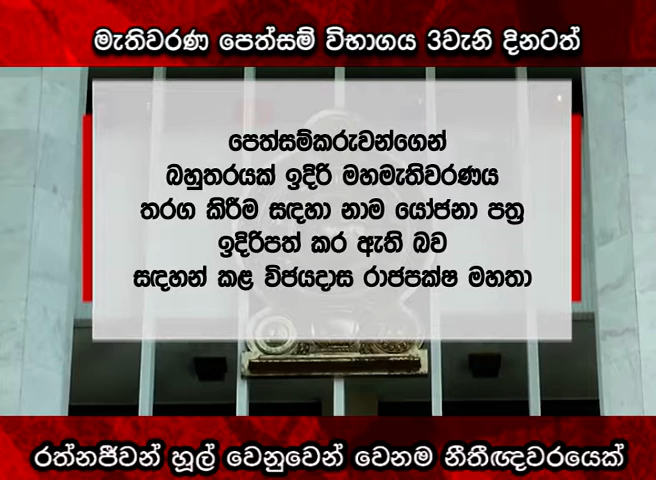 මැතිවරණ පෙත්සම් විභාගය 3වැනි දිනටත්
පෙත්සම්කරුවන්ගෙන්
බහුතරයක් ඉදිරි මහමැතිවරණය
තරග කිරීම සඳහා නාම යෝජනා පත්‍ර
ඉදිරිපත් කර ඇති බව
සඳහන් කළ විජයදාස රාජපක්ෂ මහතා
රත්නජීවන් හූල් වෙනුවෙන් වෙනම නීතීඥවරයෙක්